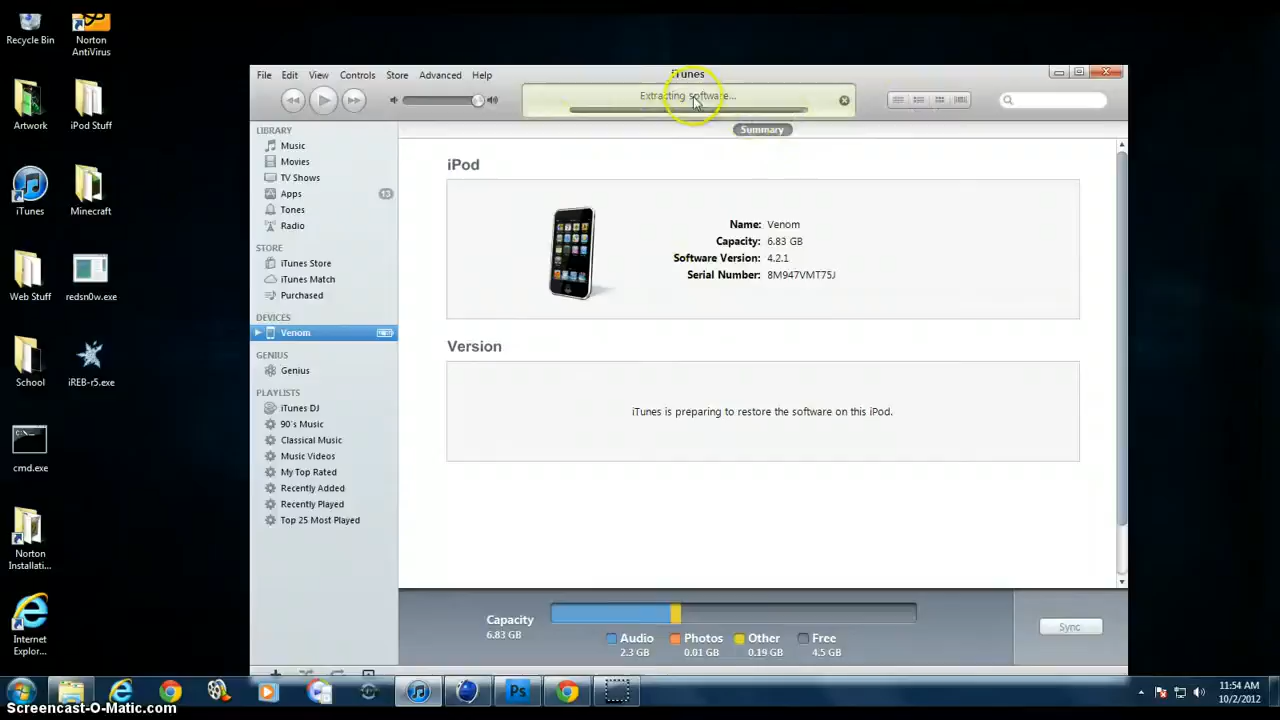 Recycle Bin
Norton AntiVirus
Artwork
iPod Stuff
iTunes
Minecraft
Web Stuff
redsn0w.exe
School
iREB-r5.exe
cmd.exe
Norton Installati...
Internet Explor...
iTunes
File Edit View Controls Store Advanced Help
Extracting software...
Summary
LIBRARY
Music
Movies
TV Shows
Apps 13
Tones
Radio
STORE
iTunes Store
iTunes Match
Purchased
DEVICES
Venom
GENIUS
Genius
PLAYLISTS
iTunes DJ
90's Music
Classical Music
Music Videos
My Top Rated
Recently Added
Recently Played
Top 25 Most Played
iPod
Name: Venom
Capacity: 6.83 GB
Software Version: 4.2.1
Serial Number: 8M947VMT75J
Version
iTunes is preparing to restore the software on this iPod.
Capacity
6.83 GB
Audio
2.3 GB
Photos
0.01 GB
Other
0.19 GB
Free
4.5 GB
Sync
Ps
11:54 AM
10/2/2012
Screencast-O-Matic.com